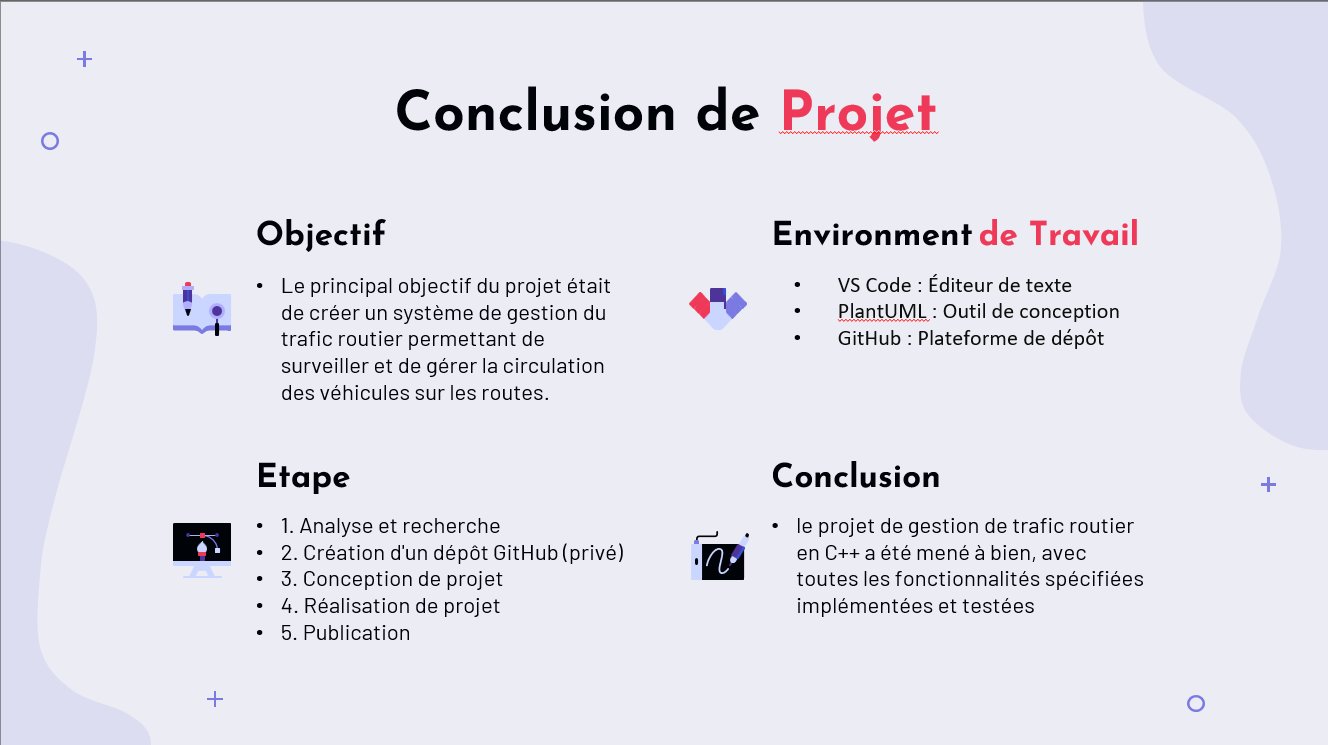 Conclusion de Projet
Objectif
• Le principal objectif du projet était
de créer un système de gestion du
trafic routier permettant de
surveiller et de gérer la circulation
des véhicules sur les routes.
Environment de Travail
• VS Code : Éditeur de texte
• PlantUML : Outil de conception
• GitHub : Plateforme de dépôt
Etape
• 1. Analyse et recherche
• 2. Création d'un dépôt GitHub (privé)
• 3. Conception de projet
• 4. Réalisation de projet
• 5. Publication
Conclusion
• le projet de gestion de trafic routier
en C++ a été mené à bien, avec
toutes les fonctionnalités spécifiées
implémentées et testées